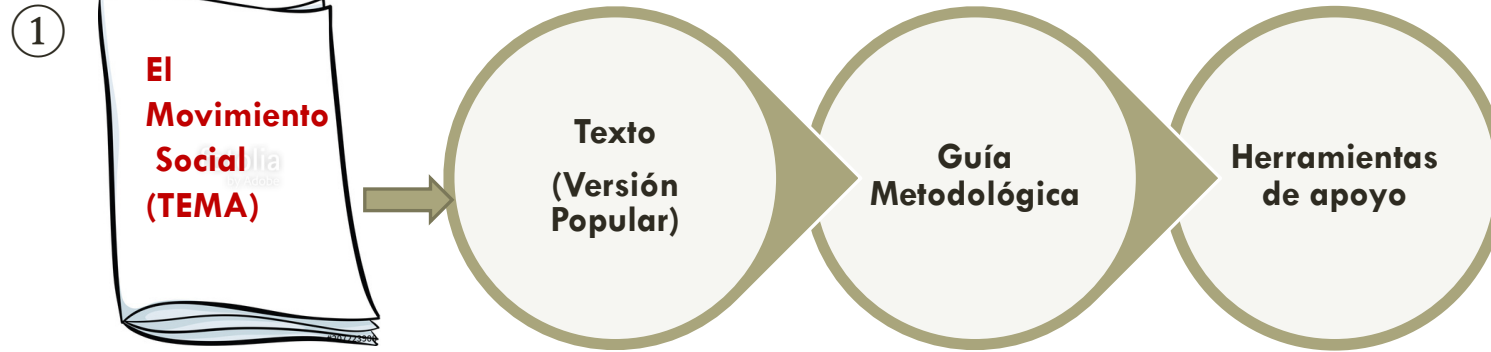 ①
El
Movimiento
Social
(TEMA)
Texto
(Versión
Popular)
Guía
Metodológica
Herramientas
de apoyo